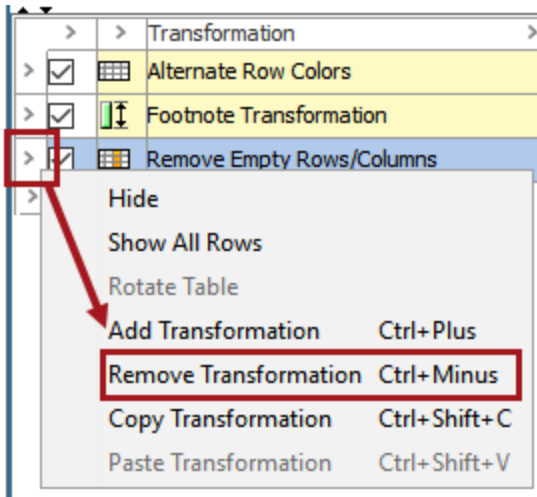 Transformation
Alternate Row Colors
Footnote Transformation
Remove Empty Rows/Columns
Hide
Show All Rows
Rotate Table
Add Transformation Ctrl+Plus
Remove Transformation Ctrl+Minus
Copy Transformation Ctrl+Shift+C
Paste Transformation Ctrl+Shift+V